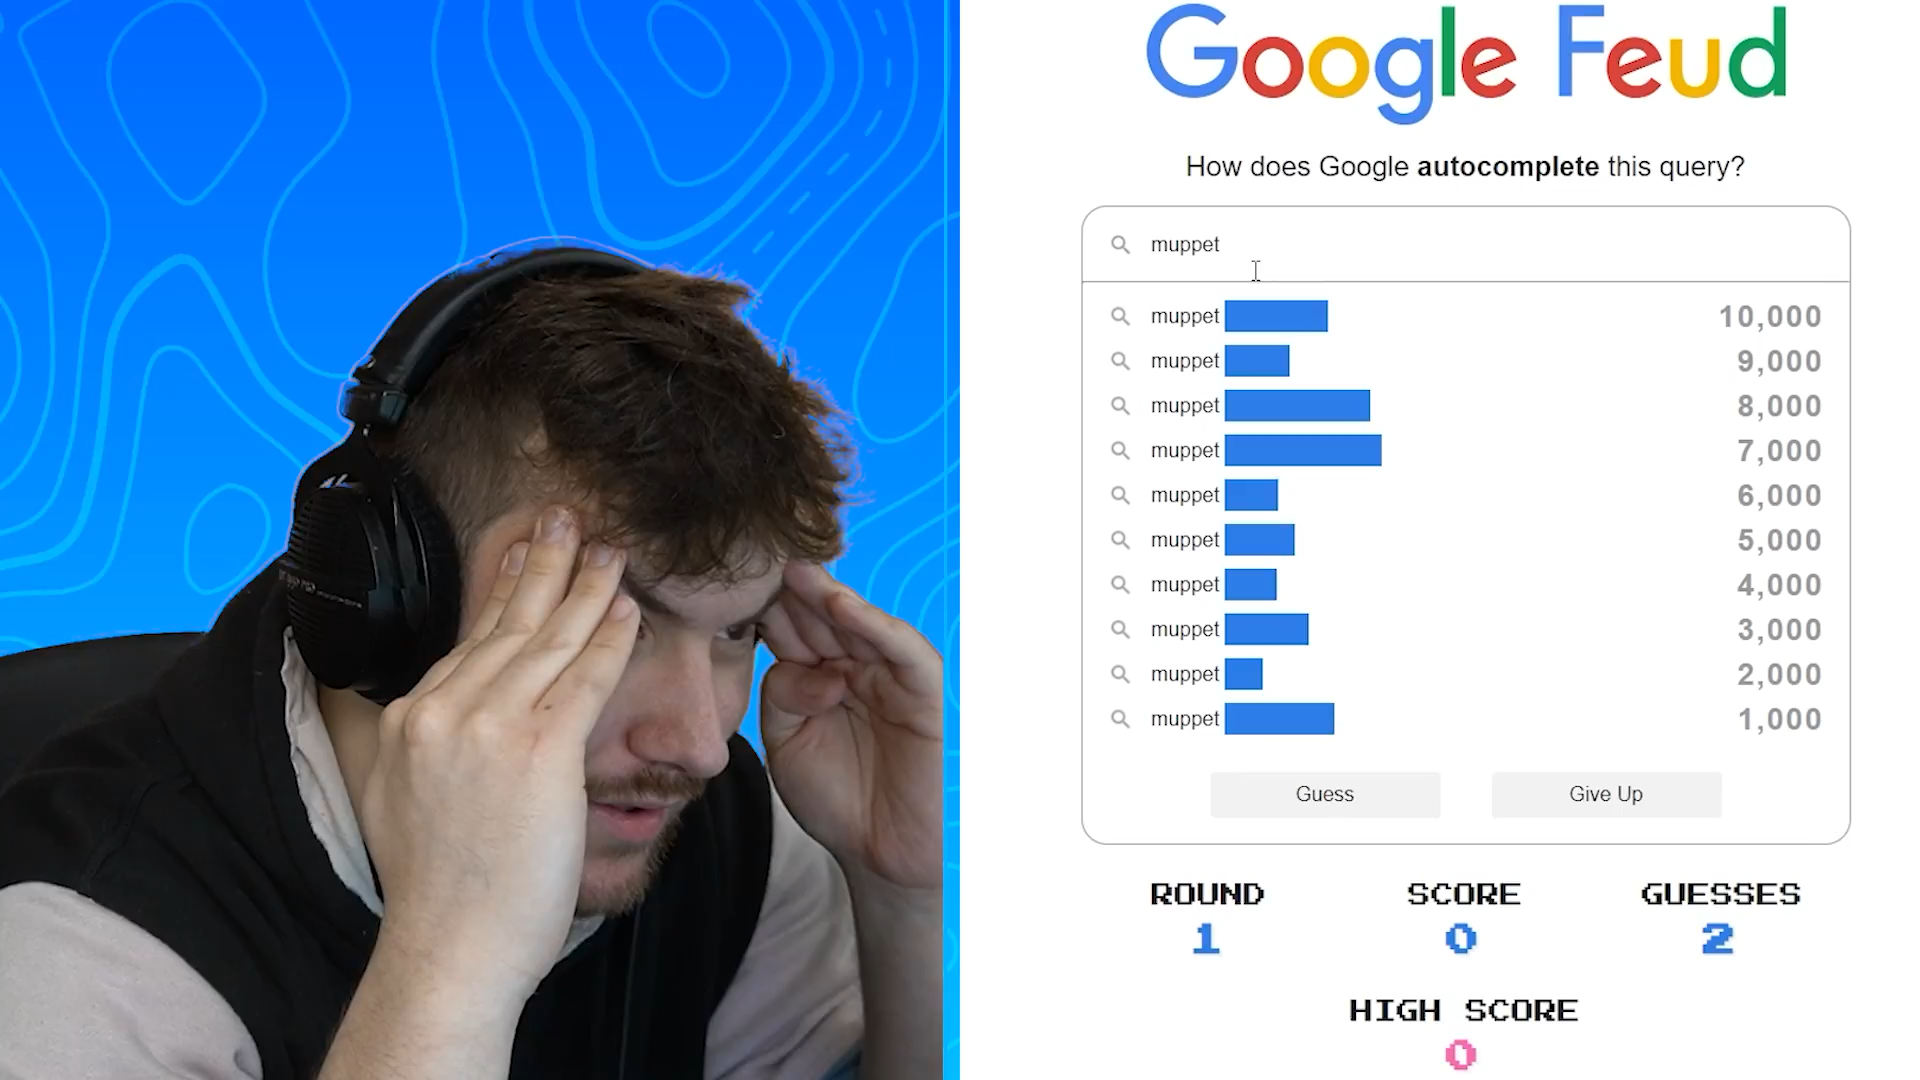 Google Feud
How does Google autocomplete this query?
muppet
muppet 10,000
muppet 9,000
muppet 8,000
muppet 7,000
muppet 6,000
muppet 5,000
muppet 4,000
muppet 3,000
muppet 2,000
muppet 1,000
Guess Give Up
ROUND SCORE GUESSES
1 0 2
HIGH SCORE
0